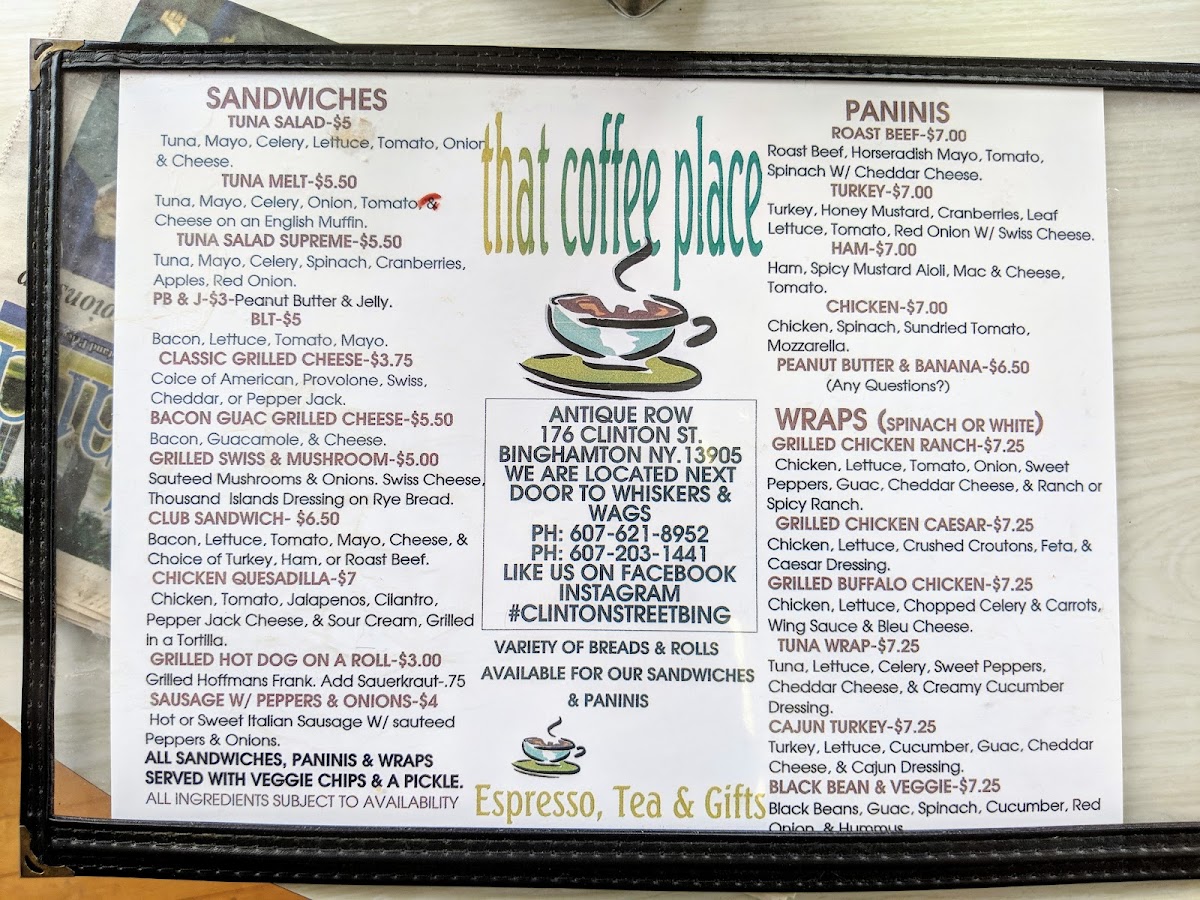 SANDWICHES
TUNA SALAD-$5
Tuna, Mayo, Celery, Lettuce, Tomato, Onion
& Cheese.
TUNA MELT-$5.50
Tuna, Mayo, Celery, Onion, Tomato, &
Cheese on an English Muffin.
TUNA SALAD SUPREME-$5.50
Tuna, Mayo, Celery, Spinach, Cranberries,
Apples, Red Onion.
PB & J-$3-Peanut Butter & Jelly.
BLT-$5
Bacon, Lettuce, Tomato, Mayo.
CLASSIC GRILLED CHEESE-$3.75
Coice of American, Provolone, Swiss,
Cheddar, or Pepper Jack.
BACON GUAC GRILLED CHEESE-$5.50
Bacon, Guacamole, & Cheese.
GRILLED SWISS & MUSHROOM-$5.00
Sauteed Mushrooms & Onions. Swiss Cheese,
Thousand Islands Dressing on Rye Bread.
CLUB SANDWICH- $6.50
Bacon, Lettuce, Tomato, Mayo, Cheese, &
Choice of Turkey, Ham, or Roast Beef.
CHICKEN QUESADILLA-$7
Chicken, Tomato, Jalapenos, Cilantro,
Pepper Jack Cheese, & Sour Cream, Grilled
in a Tortilla.
GRILLED HOT DOG ON A ROLL-$3.00
Grilled Hoffmans Frank. Add Sauerkraut-.75
SAUSAGE W/ PEPPERS & ONIONS-$4
Hot or Sweet Italian Sausage W/ sauteed
Peppers & Onions.
ALL SANDWICHES, PANINIS & WRAPS
SERVED WITH VEGGIE CHIPS & A PICKLE.
ALL INGREDIENTS SUBJECT TO AVAILABILITY
that coffee place
ANTIQUE ROW
176 CLINTON ST.
BINGHAMTON NY.13905
WE ARE LOCATED NEXT
DOOR TO WHISKERS &
WAGS
PH: 607-621-8952
PH: 607-203-1441
LIKE US ON FACEBOOK
INSTAGRAM
#CLINTONSTREETBING
VARIETY OF BREADS & ROLLS
AVAILABLE FOR OUR SANDWICHES
& PANINIS
Espresso, Tea & Gifts
PANINIS
ROAST BEEF-$7.00
Roast Beef, Horseradish Mayo, Tomato,
Spinach W/ Cheddar Cheese.
TURKEY-$7.00
Turkey, Honey Mustard, Cranberries, Leaf
Lettuce, Tomato, Red Onion W/ Swiss Cheese.
HAM-$7.00
Ham, Spicy Mustard Aioli, Mac & Cheese,
Tomato.
CHICKEN-$7.00
Chicken, Spinach, Sundried Tomato,
Mozzarella.
PEANUT BUTTER & BANANA-$6.50
(Any Questions?)
WRAPS (SPINACH OR WHITE)
GRILLED CHICKEN RANCH-$7.25
Chicken, Lettuce, Tomato, Onion, Sweet
Peppers, Guac, Cheddar Cheese, & Ranch or
Spicy Ranch.
GRILLED CHICKEN CAESAR-$7.25
Chicken, Lettuce, Crushed Croutons, Feta, &
Caesar Dressing.
GRILLED BUFFALO CHICKEN-$7.25
Chicken, Lettuce, Chopped Celery & Carrots,
Wing Sauce & Bleu Cheese.
TUNA WRAP-$7.25
Tuna, Lettuce, Celery, Sweet Peppers,
Cheddar Cheese, & Creamy Cucumber
Dressing.
CAJUN TURKEY-$7.25
Turkey, Lettuce, Cucumber, Guac, Cheddar
Cheese, & Cajun Dressing.
BLACK BEAN & VEGGIE-$7.25
Black Beans, Guac, Spinach, Cucumber, Red
Onion, & Hummus